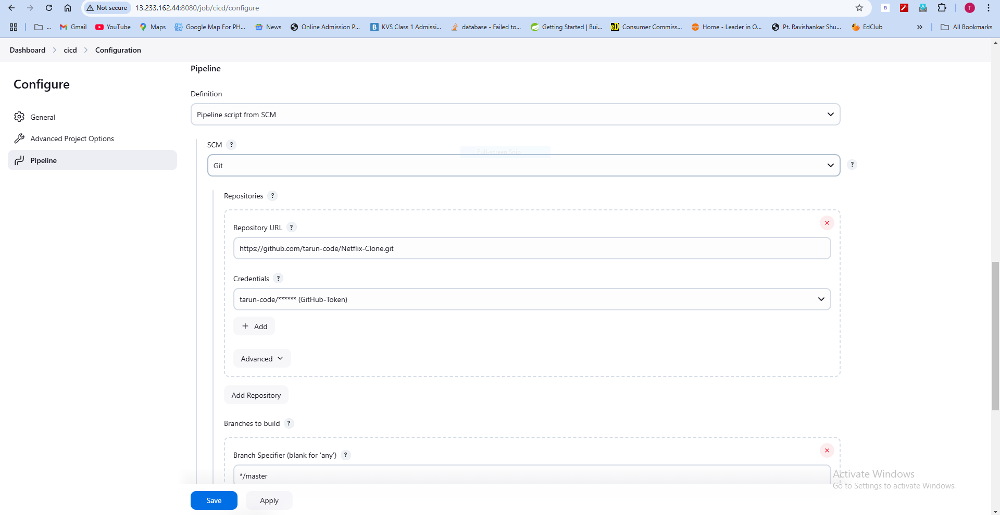 Not secure 13.233.162.44:8080/job/cicd/configure B T
... Gmail YouTube Maps Google Map For PH... News Online Admission P... B KVS Class 1 Admissi... database - Failed to... Getting Started | Bui... Consumer Commiss... Home - Leader in O... Pt. Ravishankar Shu... EdClub » All Bookmarks
Dashboard cicd Configuration
Pipeline
Configure
Definition
General
Pipeline script from SCM
Advanced Project Options
SCM ?
Full-screen Snip
Pipeline
Git ?
Repositories ?
Repository URL ?
https://github.com/tarun-code/Netflix-Clone.git
Credentials ?
tarun-code/****** (GitHub-Token)
+ Add
Advanced
Add Repository
Branches to build ?
Branch Specifier (blank for 'any') ?
*/master
Activate Windows
Go to Settings to activate Windows.
Save Apply